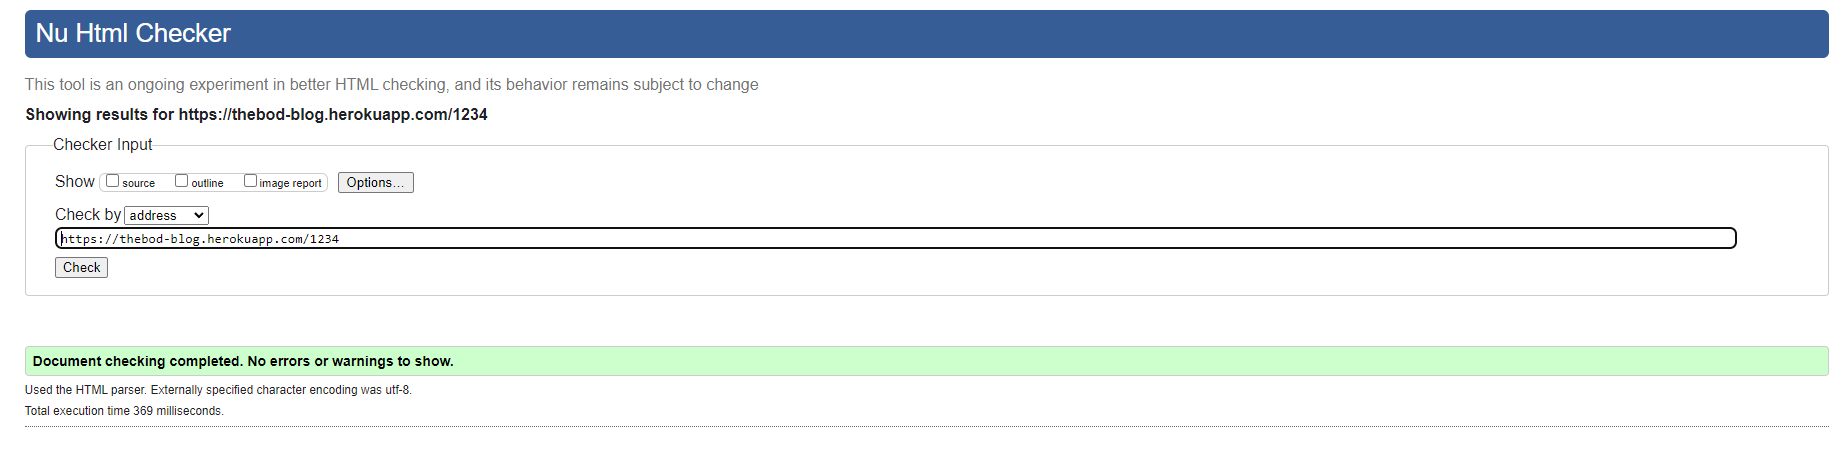 Nu Html Checker
This tool is an ongoing experiment in better HTML checking, and its behavior remains subject to change
Showing results for https://thebod-blog.herokuapp.com/1234
Checker Input
Show source outline image report Options...
Check by address
https://thebod-blog.herokuapp.com/1234
Check
Document checking completed. No errors or warnings to show.
Used the HTML parser. Externally specified character encoding was utf-8.
Total execution time 369 milliseconds.